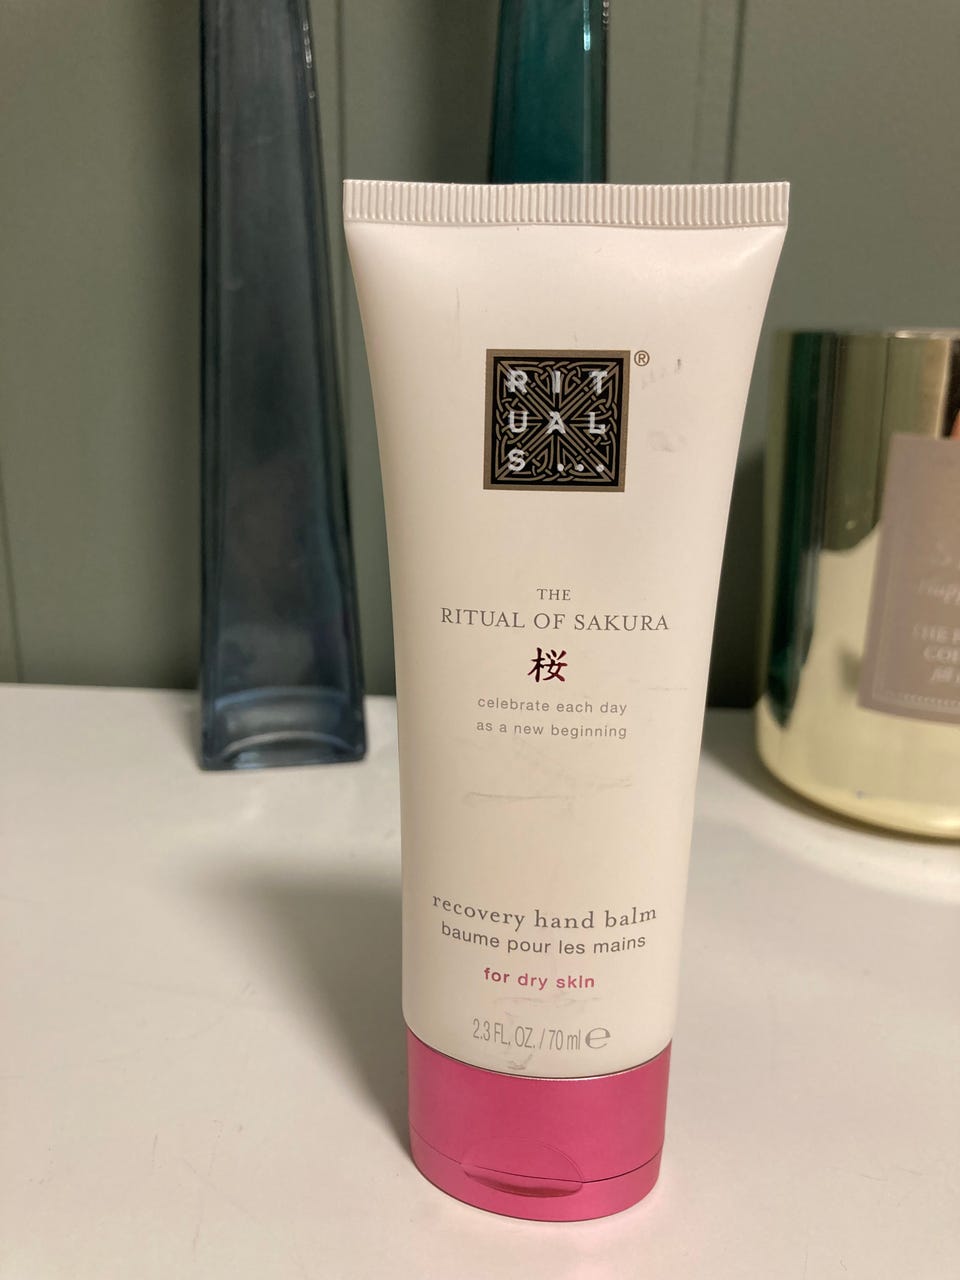 RIT
UAL
S...
®
THE
RITUAL OF SAKURA
桜
celebrate each day
as a new beginning
recovery hand balm
baume pour les mains
for dry skin
2.3 FL. OZ. / 70 ml ℮